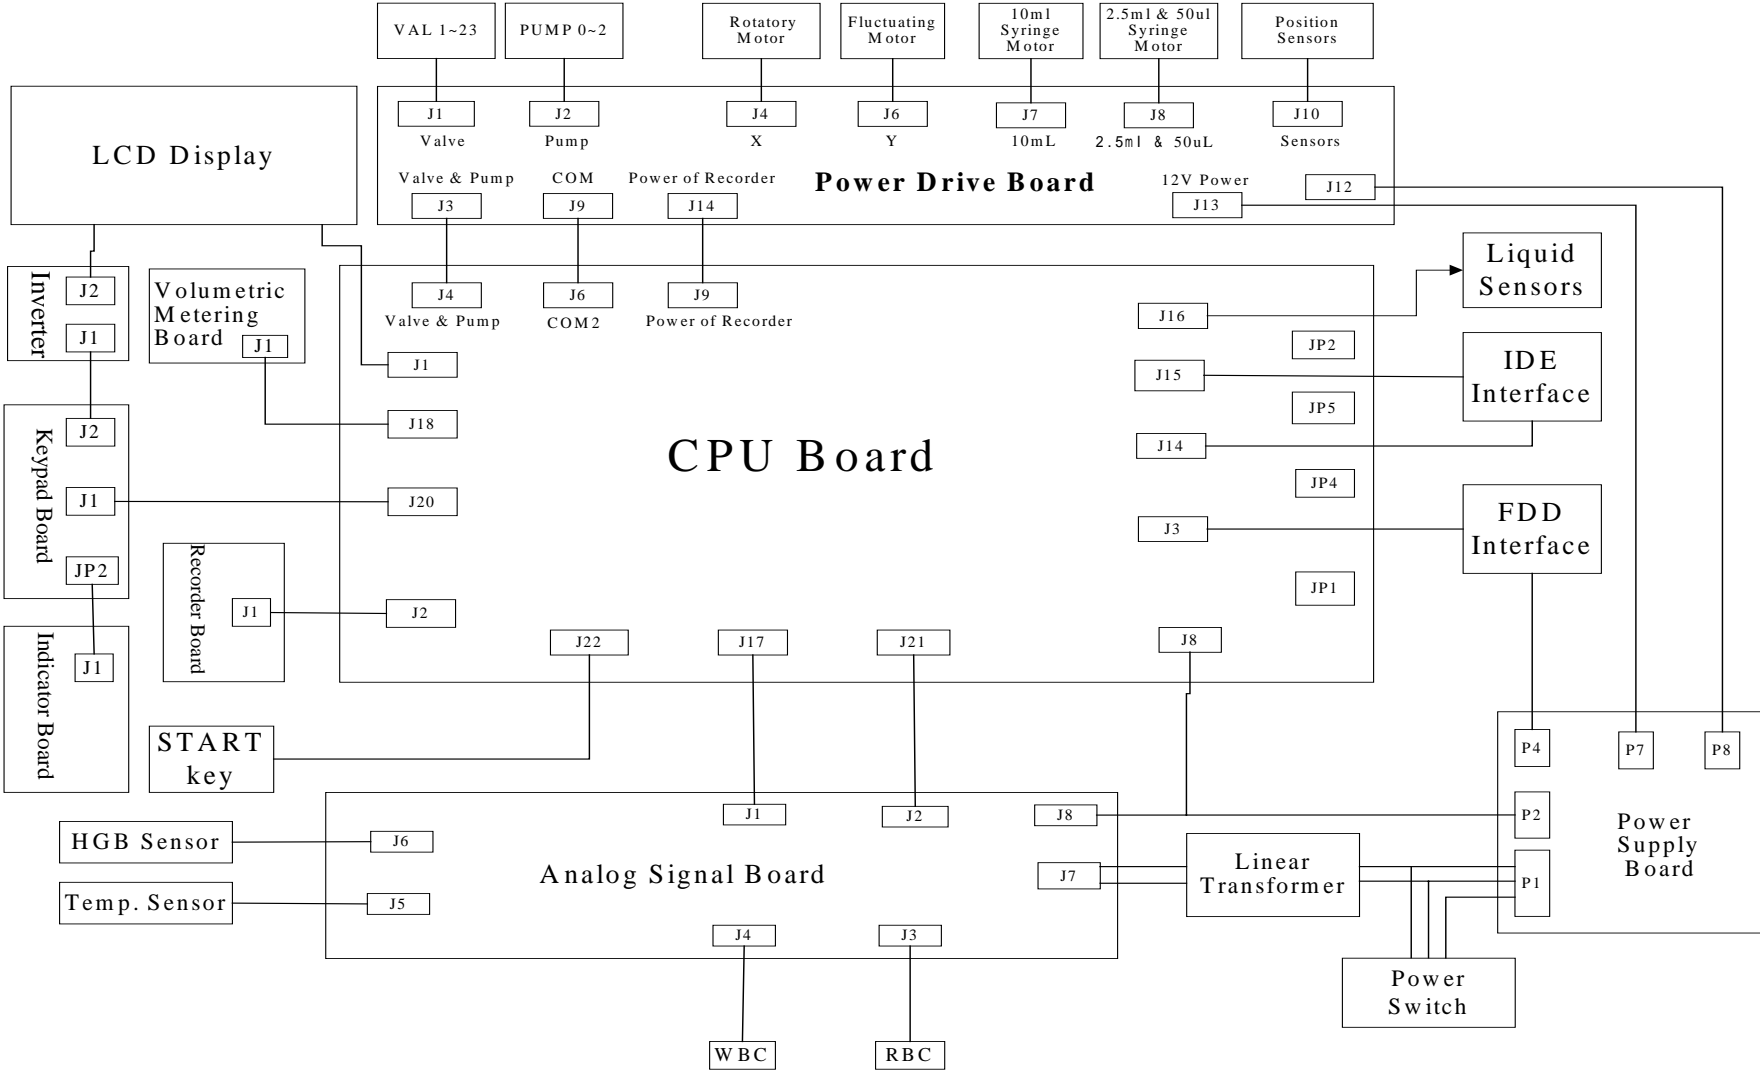 VAL 1~23
PUMP 0~2
Rotatory
Motor
Fluctuating
Motor
10ml
Syringe
Motor
2.5ml & 50ul
Syringe
Motor
Position
Sensors
J1
Valve
J2
Pump
J4
X
J6
Y
J7
10mL
J8
2.5ml & 50uL
J10
Sensors
LCD Display
Power Drive Board
Valve & Pump
J3
COM
J9
Power of Recorder
J14
12V Power
J13
J12
Inverter
J2
J1
Volumetric
Metering
Board
J1
J4
Valve & Pump
J6
COM2
J9
Power of Recorder
J1
J18
J20
J2
CPU Board
J16
JP2
J15
JP5
J14
JP4
J3
JP1
J8
J22
J17
J21
Liquid
Sensors
IDE
Interface
FDD
Interface
Keypad Board
J2
J1
JP2
Recorder Board
J1
Indicator Board
J1
START
key
P4
P7
P8
P2
P1
Power
Supply
Board
HGB Sensor
Temp. Sensor
J6
J5
J1
J2
J8
J7
Analog Signal Board
J4
J3
Linear
Transformer
Power
Switch
WBC
RBC